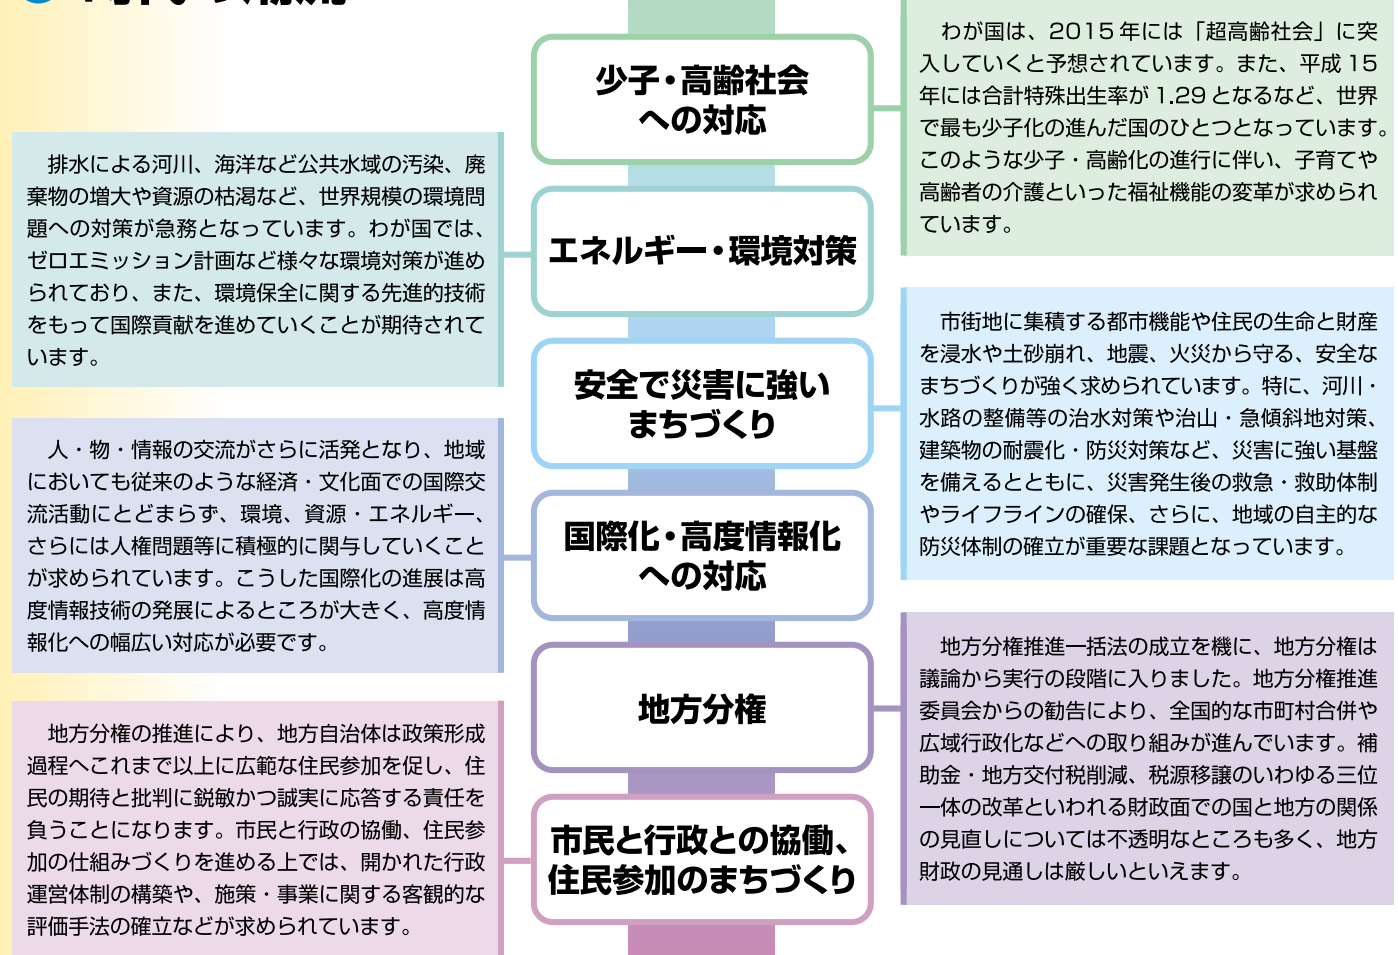 少子・高齢社会
への対応
わが国は、2015年には「超高齢社会」に突
入していくと予想されています。また、平成15
年には合計特殊出生率が1.29となるなど、世界
で最も少子化の進んだ国のひとつとなっています。
このような少子・高齢化の進行に伴い、子育てや
高齢者の介護といった福祉機能の変革が求められ
ています。
エネルギー・環境対策
排水による河川、海洋など公共水域の汚染、廃
棄物の増大や資源の枯渇など、世界規模の環境問
題への対策が急務となっています。わが国では、
ゼロエミッション計画など様々な環境対策が進め
られており、また、環境保全に関する先進的技術
をもって国際貢献を進めていくことが期待されて
います。
安全で災害に強い
まちづくり
市街地に集積する都市機能や住民の生命と財産
を浸水や土砂崩れ、地震、火災から守る、安全な
まちづくりが強く求められています。特に、河川・
水路の整備等の治水対策や治山・急傾斜地対策、
建築物の耐震化・防災対策など、災害に強い基盤
を備えるとともに、災害発生後の救急・救助体制
やライフラインの確保、さらに、地域の自主的な
防災体制の確立が重要な課題となっています。
国際化・高度情報化
への対応
人・物・情報の交流がさらに活発となり、地域
においても従来のような経済・文化面での国際交
流活動にとどまらず、環境、資源・エネルギー、
さらには人権問題等に積極的に関与していくこと
が求められています。こうした国際化の進展は高
度情報技術の発展によるところが大きく、高度情
報化への幅広い対応が必要です。
地方分権
地方分権推進一括法の成立を機に、地方分権は
議論から実行の段階に入りました。地方分権推進
委員会からの勧告により、全国的な市町村合併や
広域行政化などへの取り組みが進んでいます。補
助金・地方交付税削減、税源移譲のいわゆる三位
一体の改革といわれる財政面での国と地方の関係
の見直しについては不透明なところも多く、地方
財政の見通しは厳しいといえます。
市民と行政との協働、
住民参加のまちづくり
地方分権の推進により、地方自治体は政策形成
過程へこれまで以上に広範な住民参加を促し、住
民の期待と批判に鋭敏かつ誠実に応答する責任を
負うことになります。市民と行政の協働、住民参
加の仕組みづくりを進める上では、開かれた行政
運営体制の構築や、施策・事業に関する客観的な
評価手法の確立などが求められています。